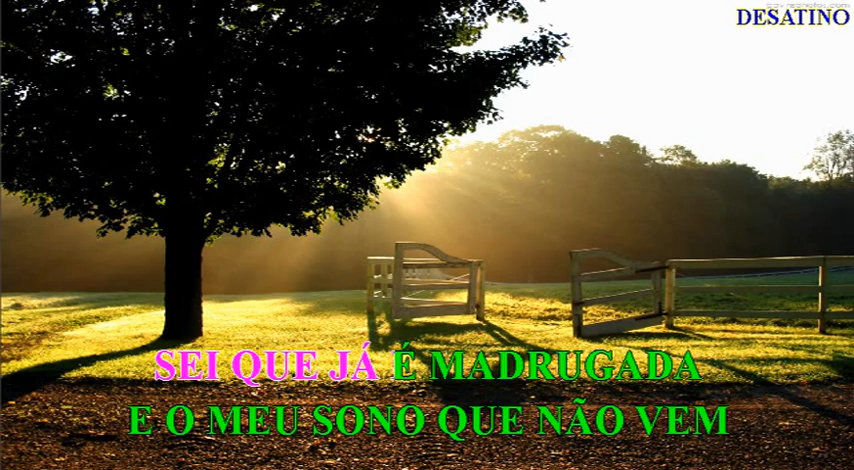 DESATINO
SEI QUE JÁ É MADRUGADA
E O MEU SONO QUE NÃO VEM